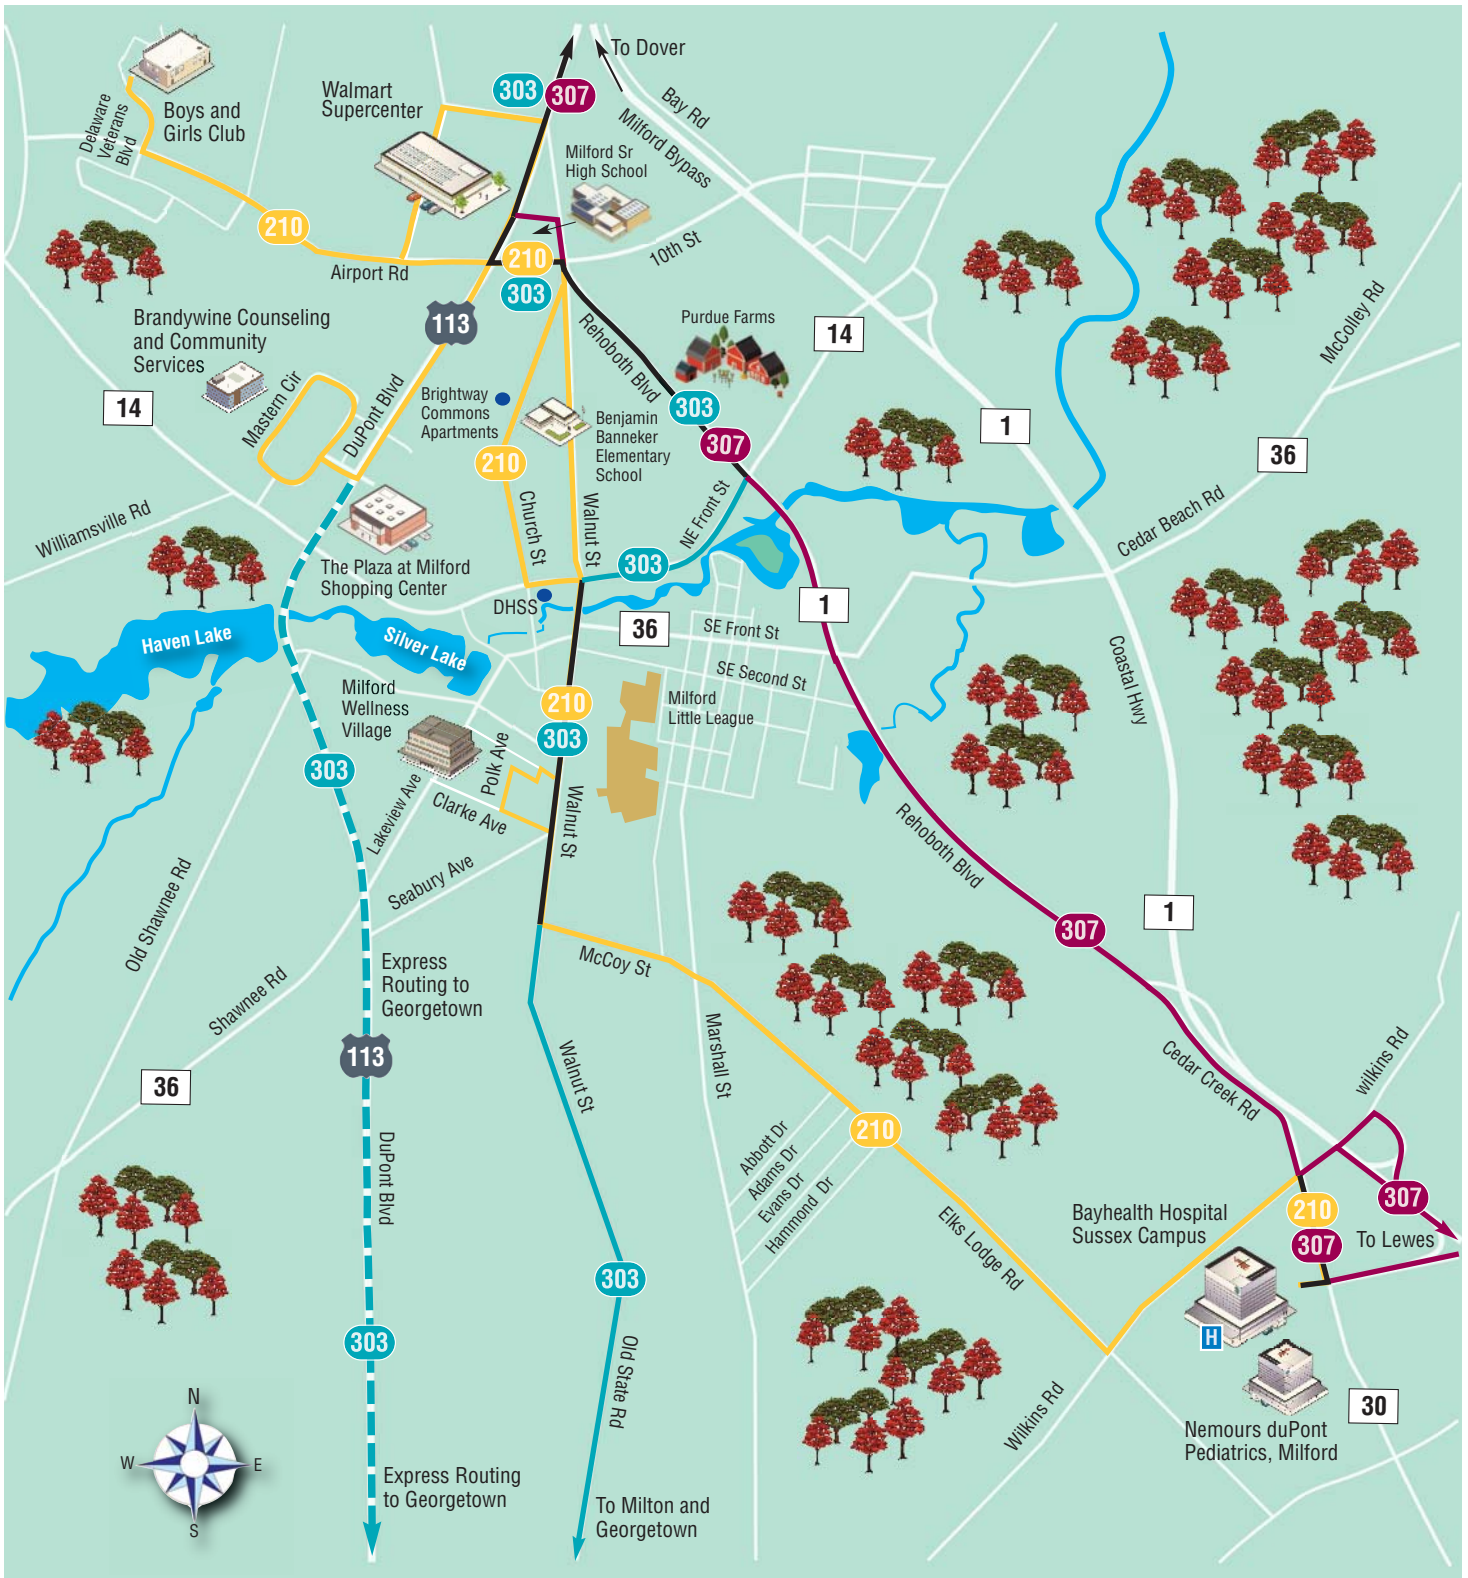 To Dover
303
307
Walmart
Supercenter
Boys and
Girls Club
Delaware
Veterans
Blvd
Bay Rd
Milford Bypass
Milford Sr
High School
210
Airport Rd
210
303
10th St
113
Brandywine Counseling
and Community
Services
Purdue Farms
14
McColley Rd
Rehoboth Blvd
14
Mastern Cir
DuPont Blvd
Brightway
Commons
Apartments
303
Benjamin
Banneker
Elementary
School
307
1
36
210
Williamsville Rd
Church St
Walnut St
NE Front St
Cedar Beach Rd
The Plaza at Milford
Shopping Center
303
DHSS
1
36
SE Front St
Haven Lake
Silver Lake
SE Second St
Coastal Hwy
Milford
Wellness
Village
210
Milford
Little League
303
303
Polk Ave
Lakeview Ave
Clarke Ave
Walnut St
Rehoboth Blvd
Seabury Ave
Old Shawnee Rd
1
307
McCoy St
Express
Routing to
Georgetown
Shawnee Rd
113
Marshall St
Walnut St
Cedar Creek Rd
wilkins Rd
36
210
Abbott Dr
Adams Dr
Evans Dr
Hammond Dr
DuPont Blvd
307
210
Bayhealth Hospital
Sussex Campus
307
To Lewes
Elks Lodge Rd
303
303
H
Old State Rd
Wilkins Rd
30
Nemours duPont
Pediatrics, Milford
N
W
E
S
Express Routing
to Georgetown
To Milton and
Georgetown